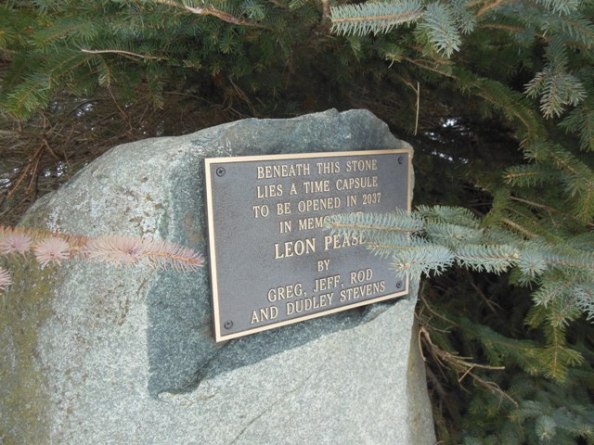 BENEATH THIS STONE
LIES A TIME CAPSULE
TO BE OPENED IN 2037
IN
LEON PEASE
BY
GREG, JEFF, ROD
AND DUDLEY STEVENS